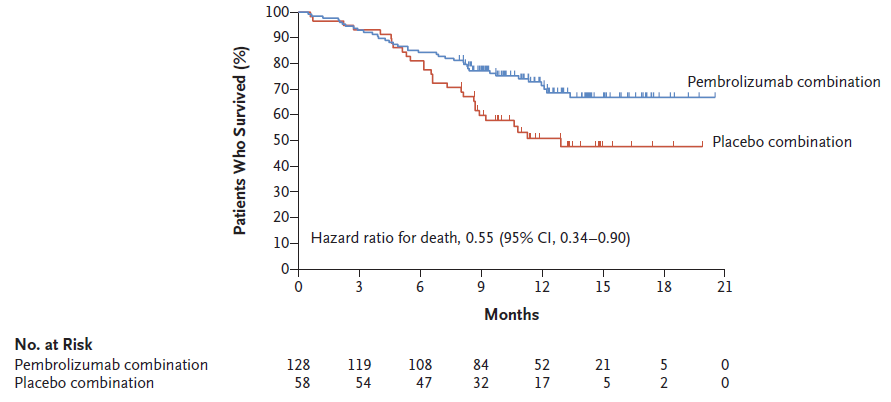 Patients Who Survived (%)
100
90
80
70
60
50
40
30
20
10
0
Pembrolizumab combination
Placebo combination
Hazard ratio for death, 0.55 (95% CI, 0.34–0.90)
0 3 6 9 12 15 18 21
Months
No. at Risk
Pembrolizumab combination 128 119 108 84 52 21 5 0
Placebo combination 58 54 47 32 17 5 2 0